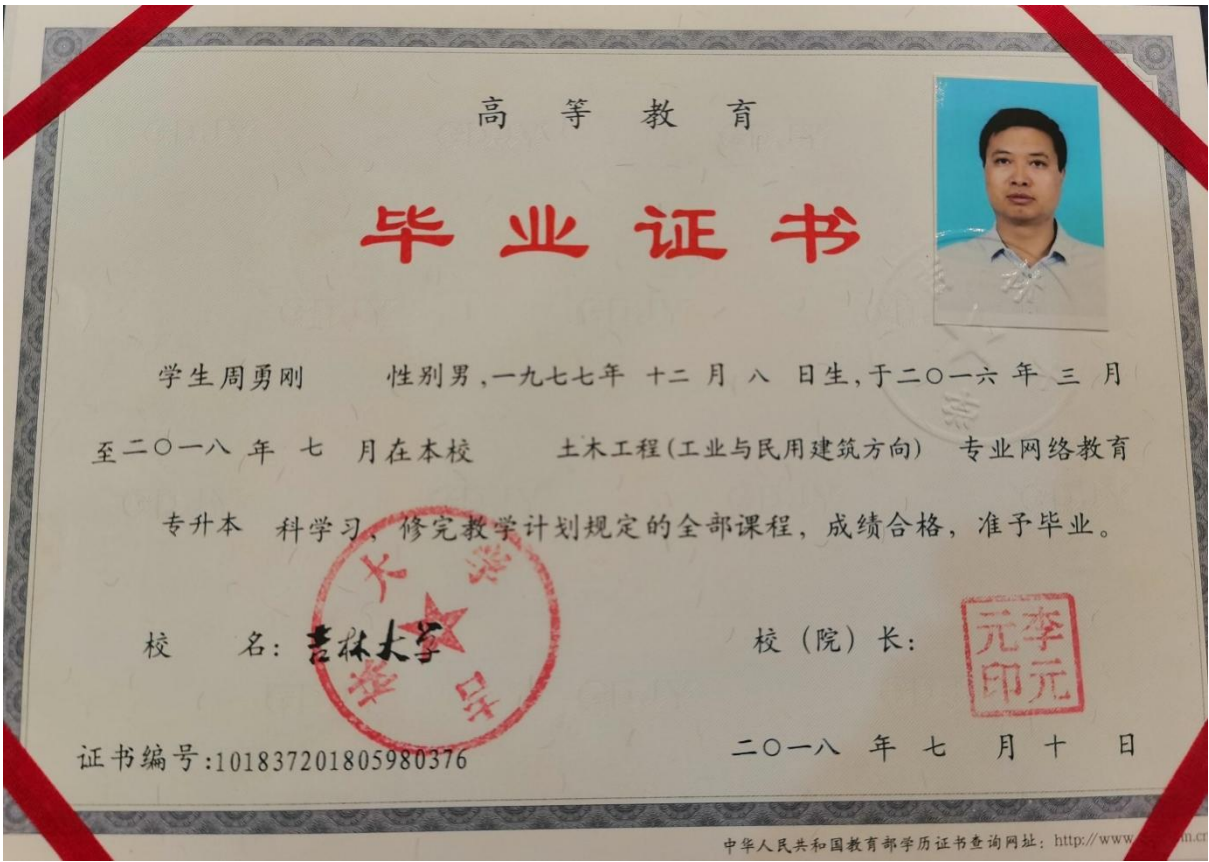 高等教育
毕业证书
学生周勇刚 性别男,一九七七年 十二 月 八 日生,于二〇一六 年 三 月
至二〇一八 年 七 月在本校 土木工程(工业与民用建筑方向) 专业网络教育
专升本 科学习、修完教学计划规定的全部课程，成绩合格，准予毕业。
校 名: 吉林大学
吉林大学
校（院）长:
李元元印
证书编号:101837201805980376
二〇一八 年 七 月 十 日
中华人民共和国教育部学历证书查询网址: http://www